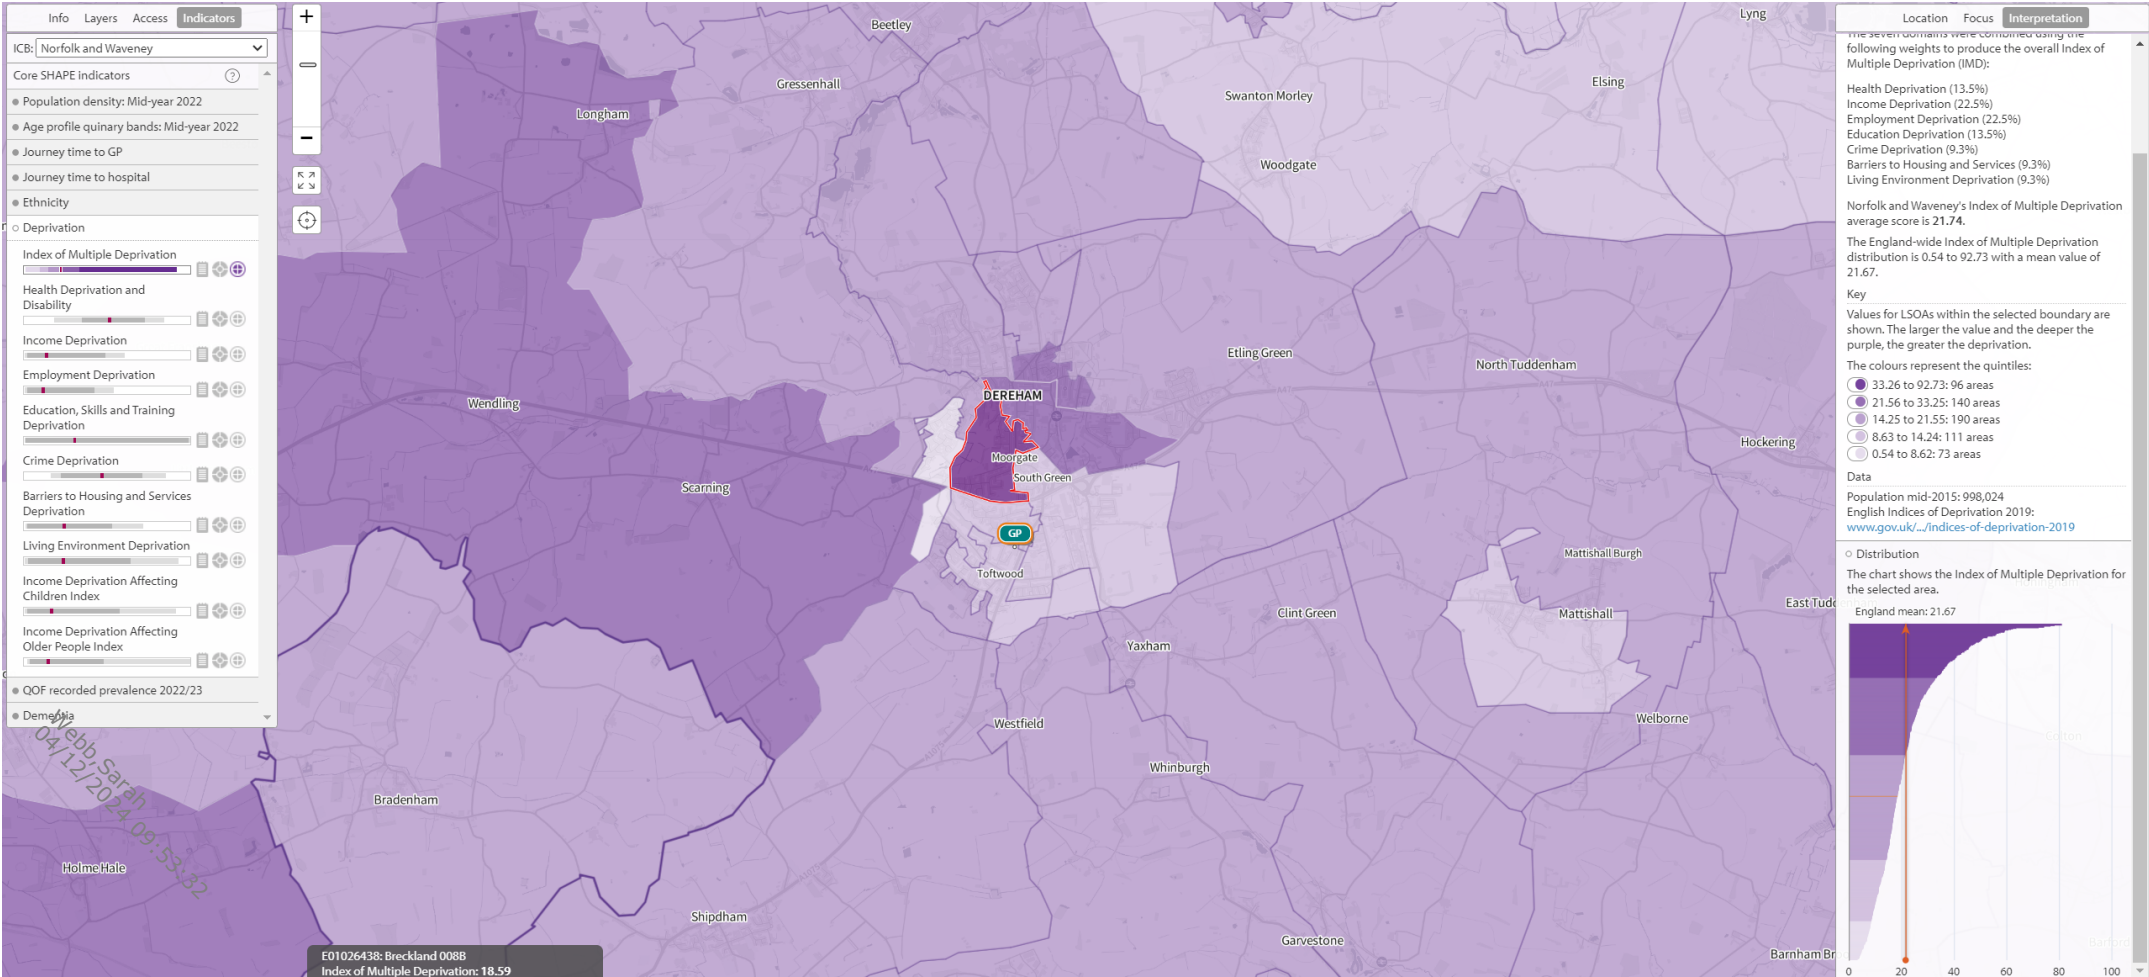 Info Layers Access Indicators
ICB: Norfolk and Waveney
Core SHAPE indicators ?
Population density: Mid-year 2022
Age profile quinary bands: Mid-year 2022
Journey time to GP
Journey time to hospital
Ethnicity
Deprivation
Index of Multiple Deprivation
Health Deprivation and
Disability
Income Deprivation
Employment Deprivation
Education, Skills and Training
Deprivation
Crime Deprivation
Barriers to Housing and Services
Deprivation
Living Environment Deprivation
Income Deprivation Affecting
Children Index
Income Deprivation Affecting
Older People Index
QOF recorded prevalence 2022/23
Dementia
Webb, Sarah
04/12/2024 09:53:32
+
−
Beetley
Lyng
Gressenhall
Elsing
Swanton Morley
Longham
Woodgate
Etling Green
North Tuddenham
DEREHAM
Wendling
Hockering
Moorgate
South Green
Scarning
GP
Mattishall Burgh
Toftwood
East Tudd
Clint Green
Mattishall
Yaxham
Westfield
Welborne
Whinburgh
Bradenham
Holme Hale
Shipdham
Garvestone
Barnham Br
E01026438: Breckland 008B
Index of Multiple Deprivation: 18.59
Location Focus Interpretation
The seven domains were combined using the
following weights to produce the overall Index of
Multiple Deprivation (IMD):
Health Deprivation (13.5%)
Income Deprivation (22.5%)
Employment Deprivation (22.5%)
Education Deprivation (13.5%)
Crime Deprivation (9.3%)
Barriers to Housing and Services (9.3%)
Living Environment Deprivation (9.3%)
Norfolk and Waveney's Index of Multiple Deprivation
average score is 21.74.
The England-wide Index of Multiple Deprivation
distribution is 0.54 to 92.73 with a mean value of
21.67.
Key
Values for LSOAs within the selected boundary are
shown. The larger the value and the deeper the
purple, the greater the deprivation.
The colours represent the quintiles:
33.26 to 92.73: 96 areas
21.56 to 33.25: 140 areas
14.25 to 21.55: 190 areas
8.63 to 14.24: 111 areas
0.54 to 8.62: 73 areas
Data
Population mid-2015: 998,024
English Indices of Deprivation 2019:
www.gov.uk/.../indices-of-deprivation-2019
Distribution
The chart shows the Index of Multiple Deprivation for
the selected area.
England mean: 21.67
0 20 40 60 80 100